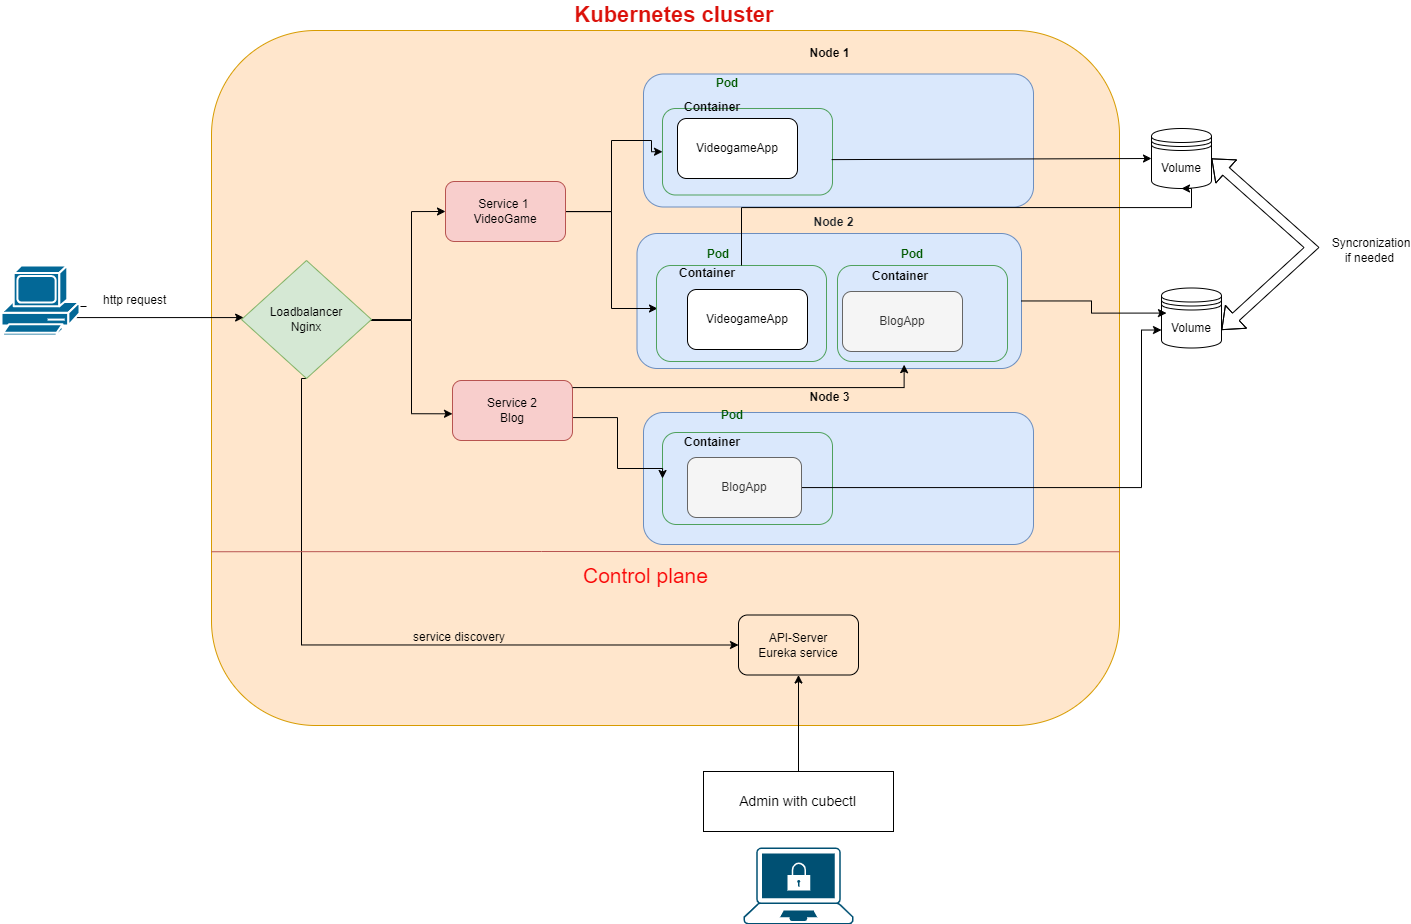 Kubernetes cluster
Node 1
Pod
Container
VideogameApp
Volume
Service 1
VideoGame
Node 2
Pod
Pod
Container
Container
VideogameApp
BlogApp
Syncronization
if needed
http request
Loadbalancer
Nginx
Volume
Service 2
Blog
Node 3
Pod
Container
BlogApp
Control plane
service discovery
API-Server
Eureka service
Admin with cubectl